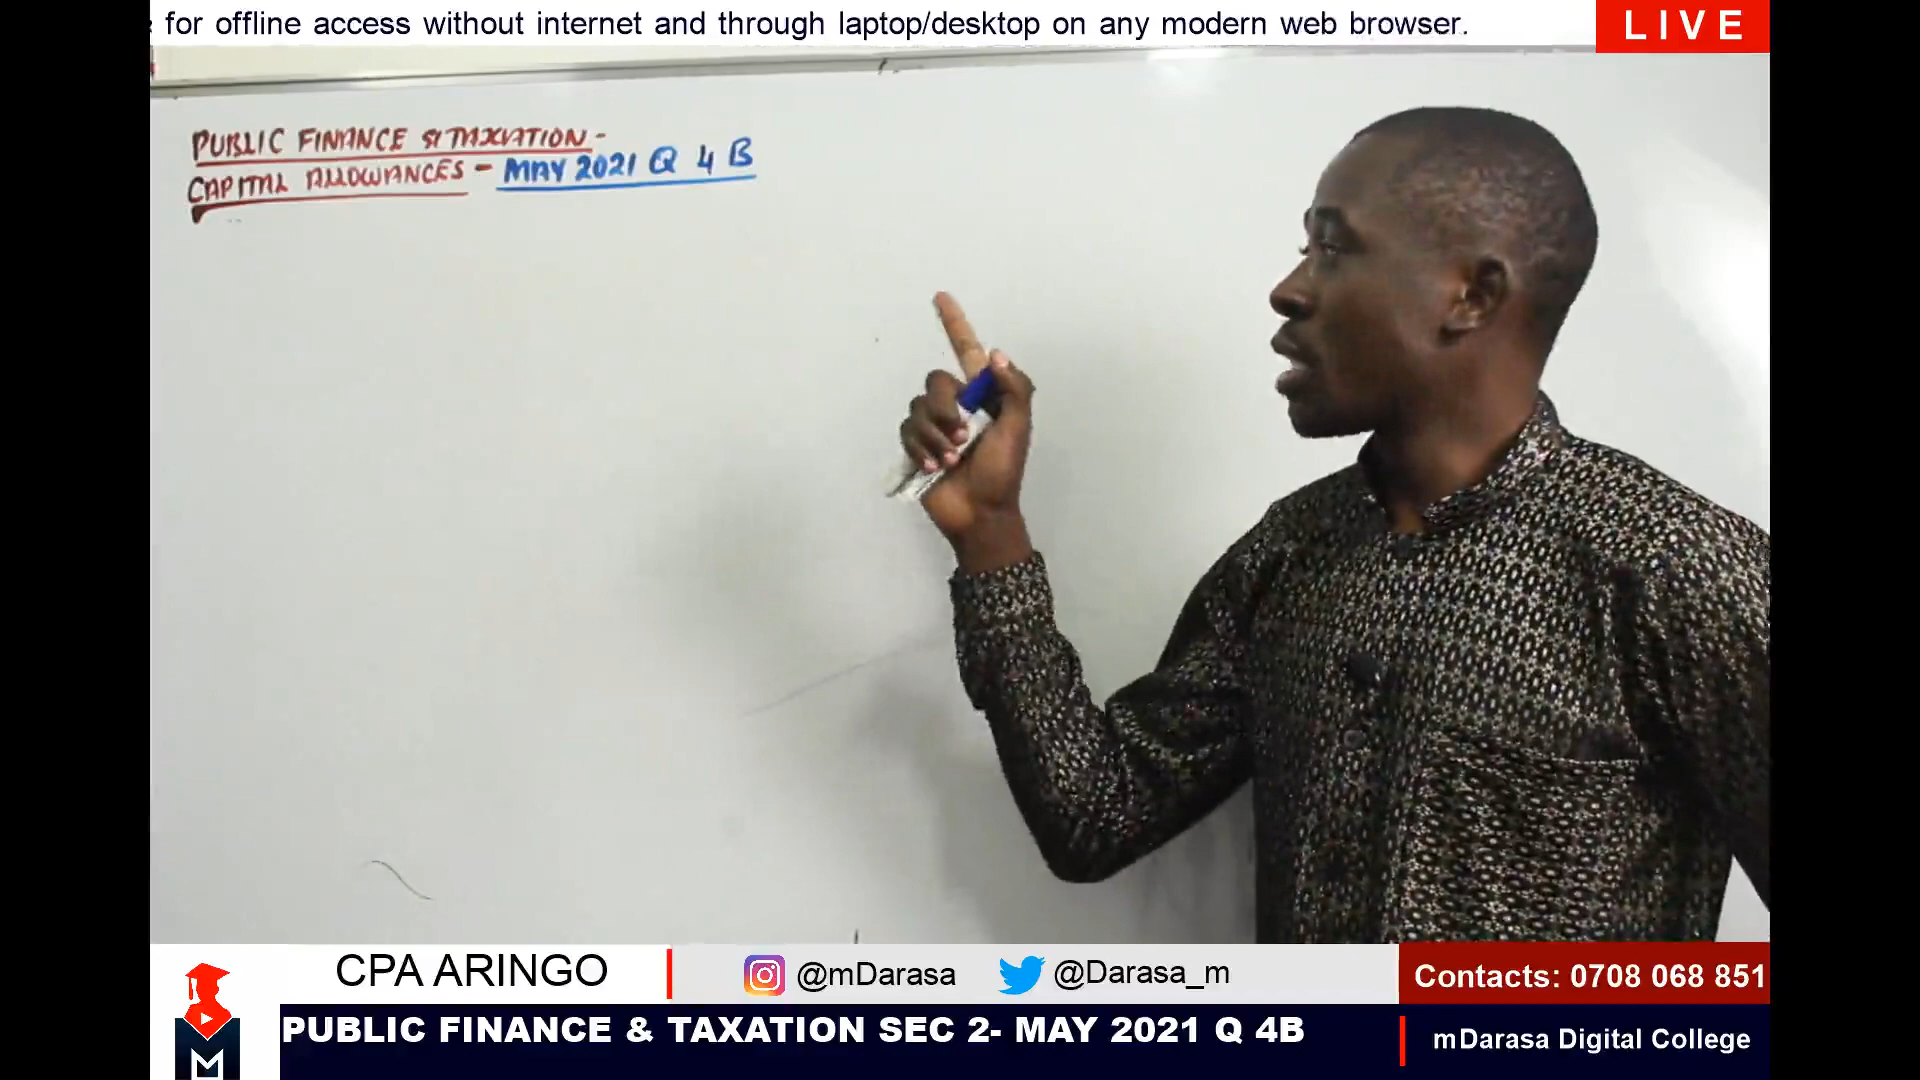 for offline access without internet and through laptop/desktop on any modern web browser.
LIVE
PUBLIC FINANCE & TAXATION -
CAPITAL ALLOWANCES - MAY 2021 Q 4 B
CPA ARINGO
@mDarasa
@Darasa_m
Contacts: 0708 068 851
M
PUBLIC FINANCE & TAXATION SEC 2- MAY 2021 Q 4B
mDarasa Digital College